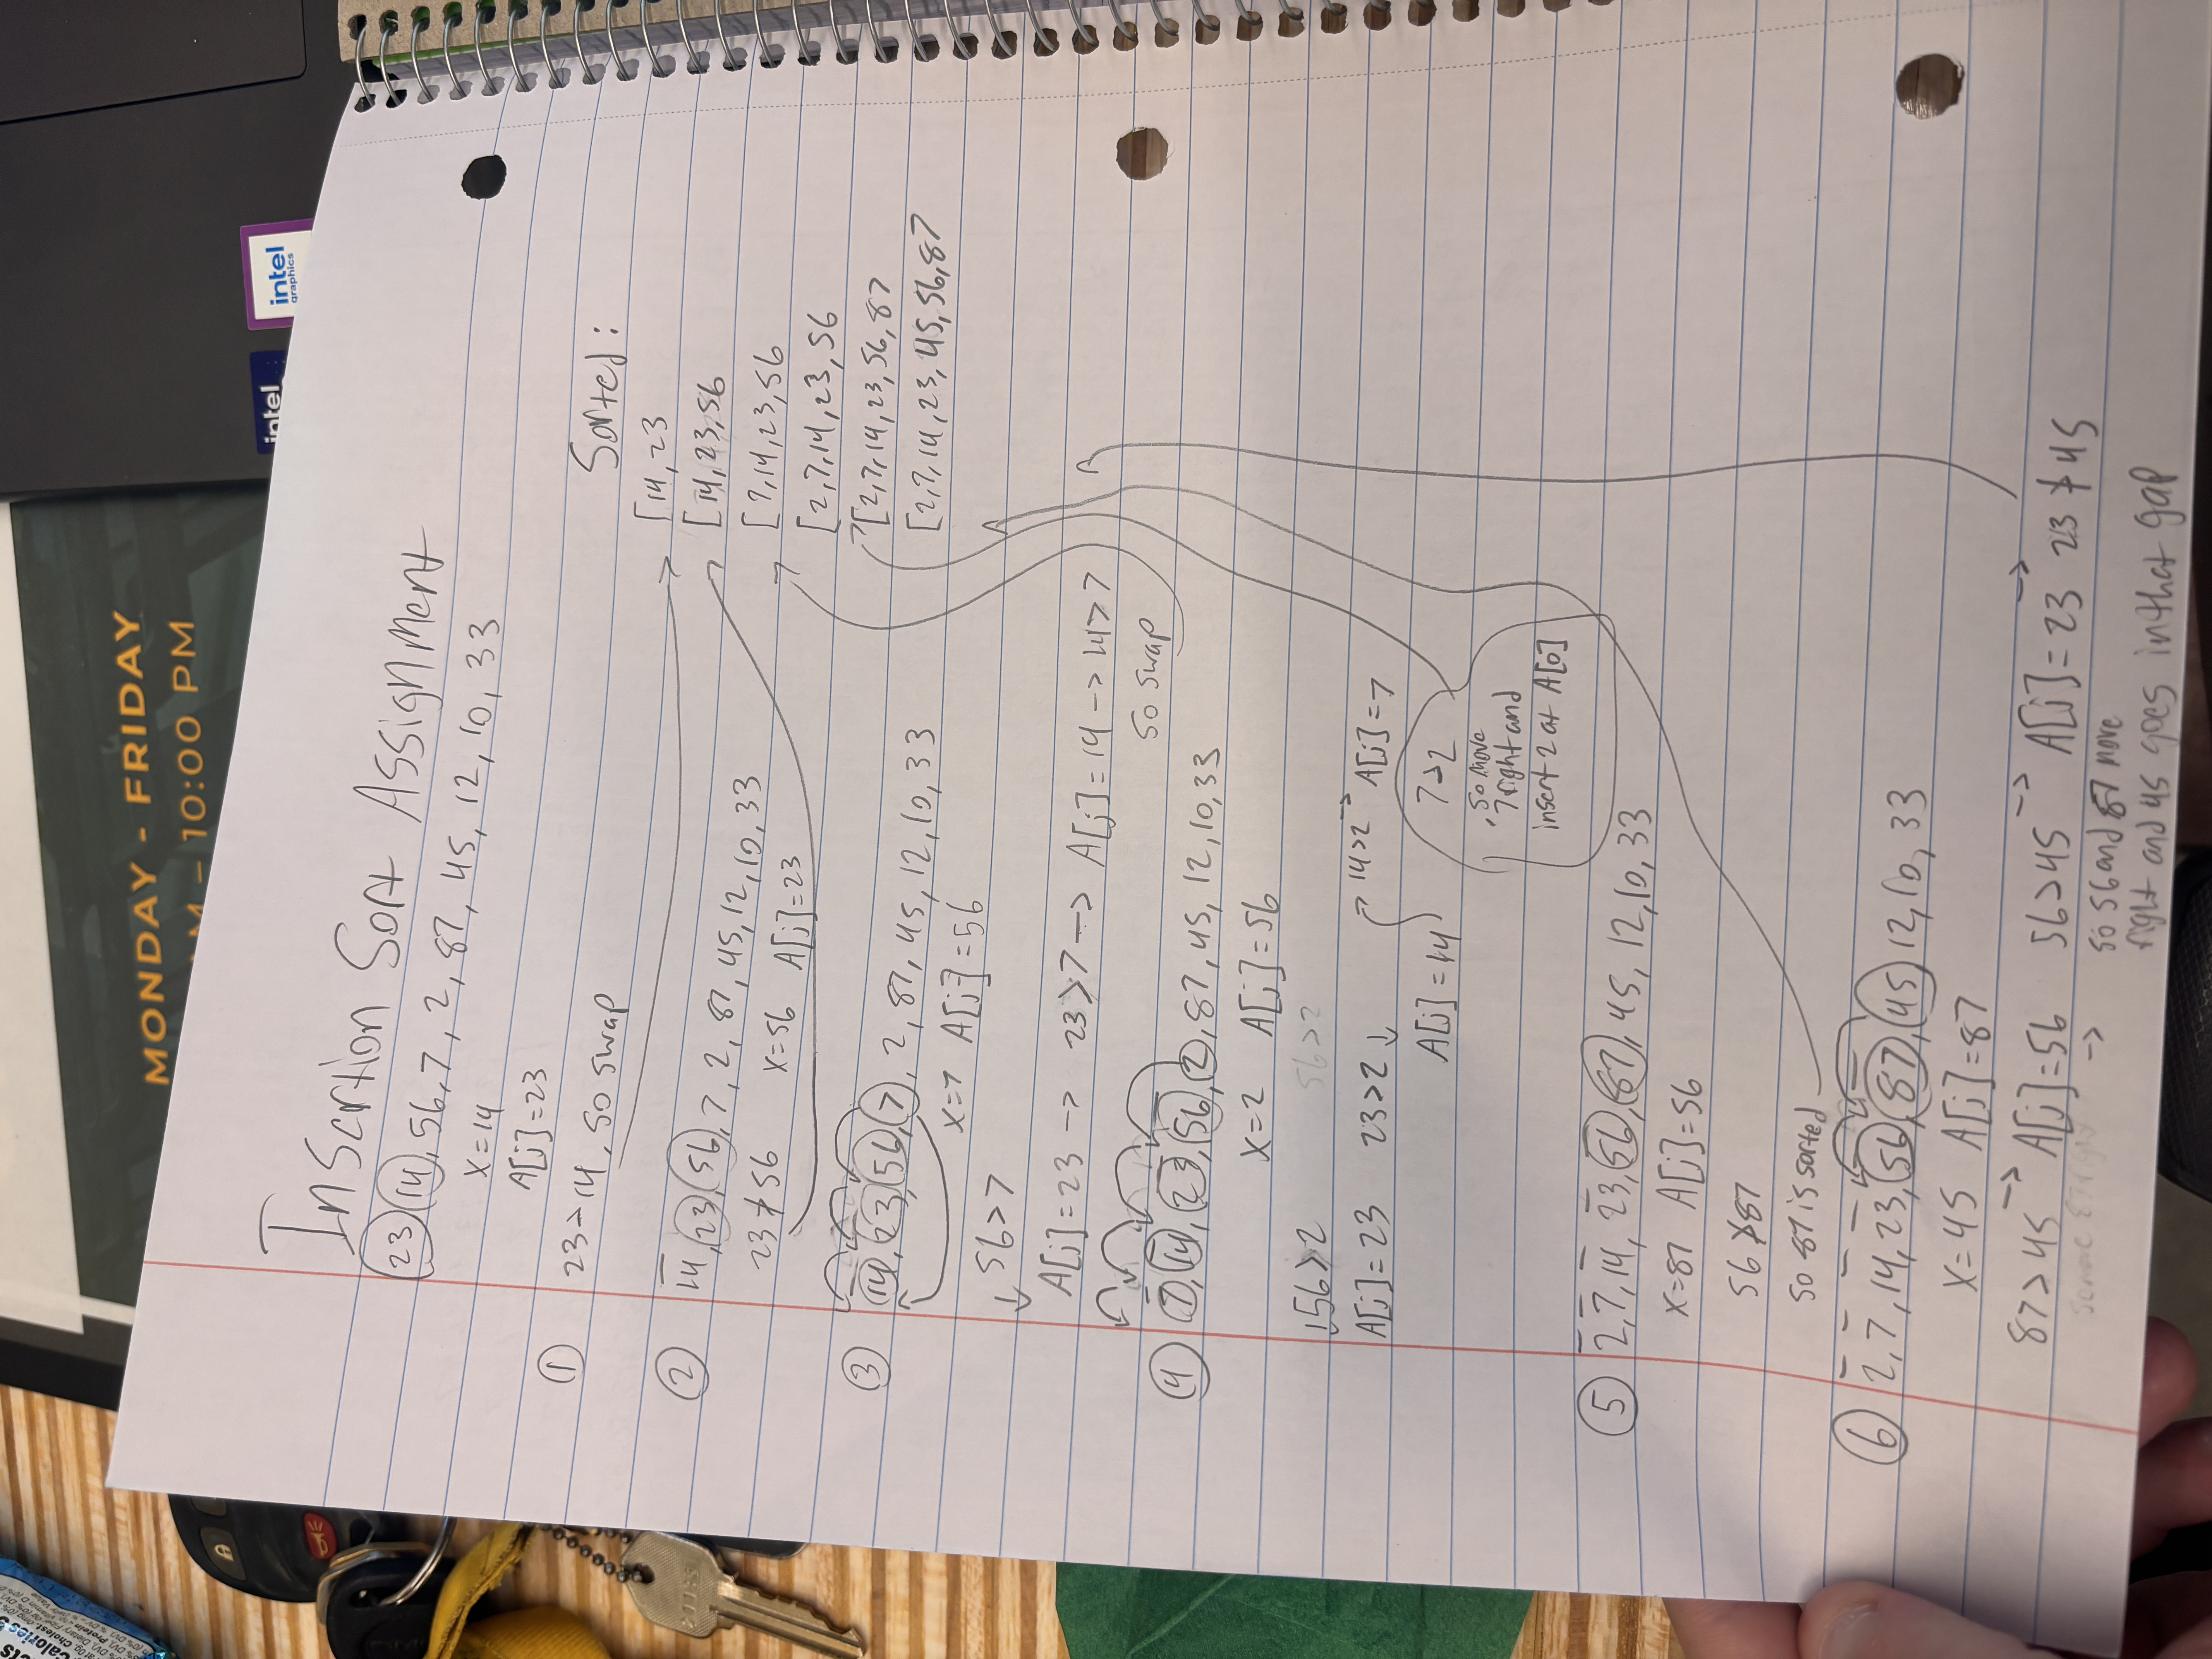 Calories
MONDAY - FRIDAY
AM – 10:00 PM
intel
intel
graphics
Insertion Sort Assignment
23, 14, 56, 7, 2, 87, 45, 12, 10, 33
x=14
A[j]=23
① 23>14, so swap
Sorted:
[14,23
[14,23,56
[7,14,23,56
[2,7,14,23,56
[2,7,14,23,56,87
[2,7,14,23,45,56,87
② 14, 23, 56, 7, 2, 87, 45, 12, 10, 33
23≯56 x=56 A[j]=23
③ 14, 23, 56, 7, 2, 87, 45, 12, 10, 33
x=7 A[j]=56
↓ 56>7
A[j]=23 -> 23>7 -> A[j]=14 -> 14>7
so swap
④ 7, 14, 23, 56, 2, 87, 45, 12, 10, 33
x=2 A[j]=56
↓56>2 56>2
A[j]=23 23>2 ↓ 14>2 -> A[j]=7
A[j]=14 7>2
, so move
7 right and
insert 2 at A[0]
⑤ 2, 7, 14, 23, 56, 87, 45, 12, 10, 33
x=87 A[j]=56
56≯87
so 87 is sorted
⑥ 2, 7, 14, 23, 56, 87, 45 12, 10, 33
x=45 A[j]=87
87>45 -> A[j]=56 56>45 -> A[j]=23 -> 23≯45
so move 87 right -> so 56 and 87 move
right and 45 goes in that gap